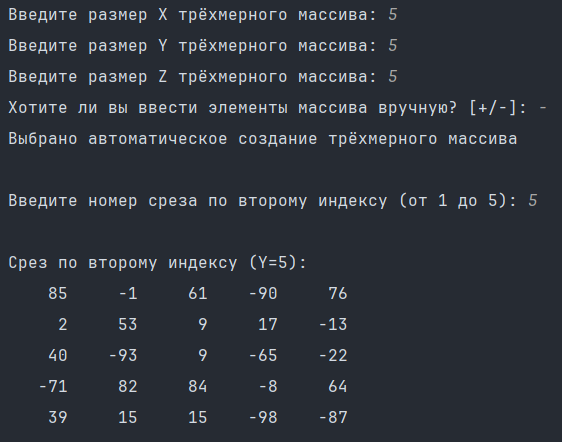 Введите размер X трёхмерного массива: 5
Введите размер Y трёхмерного массива: 5
Введите размер Z трёхмерного массива: 5
Хотите ли вы ввести элементы массива вручную? [+/-]: -
Выбрано автоматическое создание трёхмерного массива
Введите номер среза по второму индексу (от 1 до 5): 5
Срез по второму индексу (Y=5):
85 -1 61 -90 76
2 53 9 17 -13
40 -93 9 -65 -22
-71 82 84 -8 64
39 15 15 -98 -87